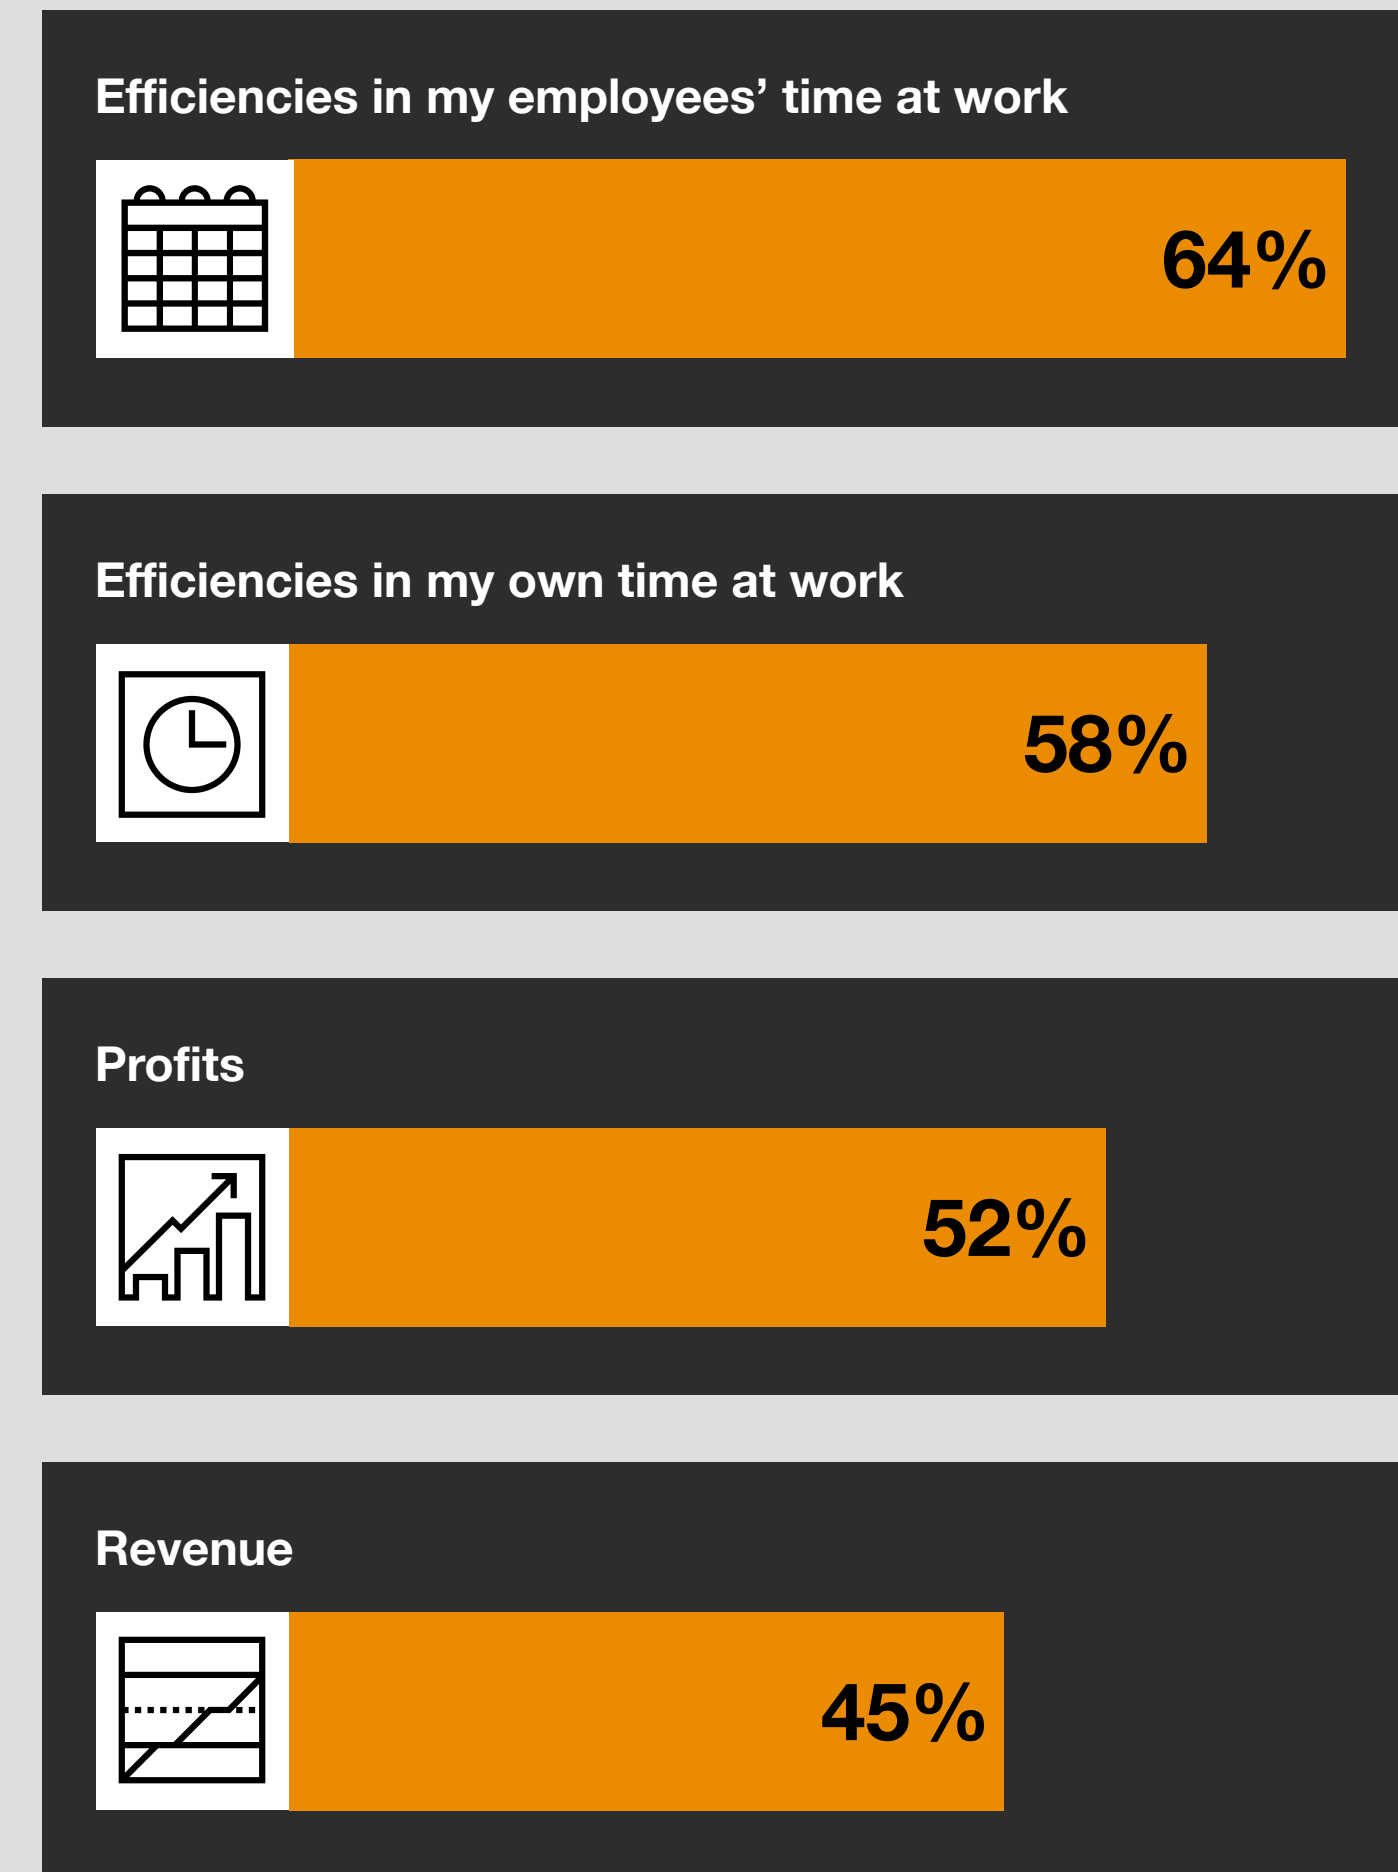 Efficiencies in my employees’ time at work
64%
Efficiencies in my own time at work
58%
Profits
52%
Revenue
45%